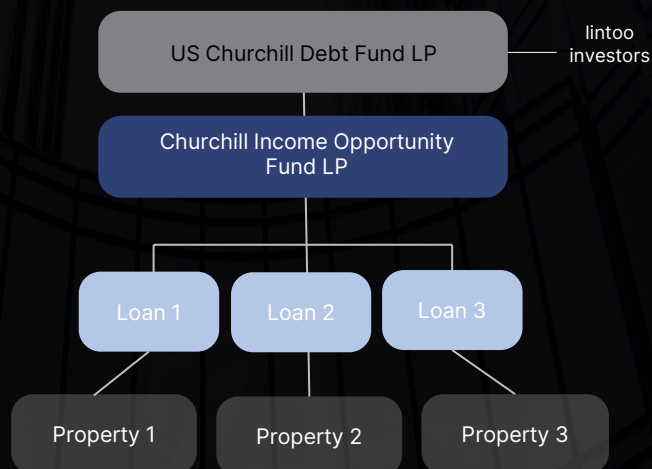 US Churchill Debt Fund LP
lintoo
investors
Churchill Income Opportunity
Fund LP
Loan 1
Loan 2
Loan 3
Property 1
Property 2
Property 3